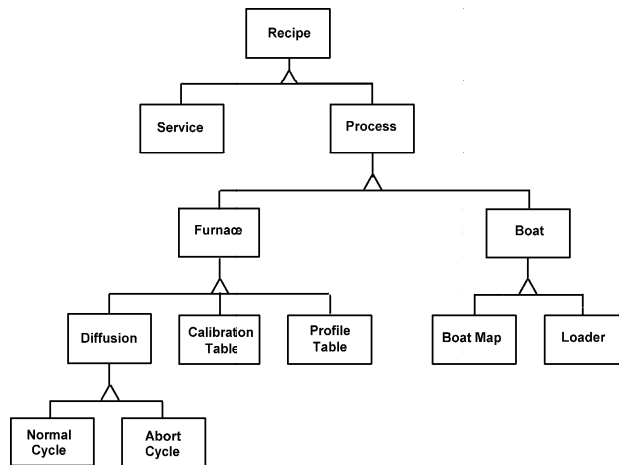 Recipe
Service
Process
Furnace
Boat
Diffusion
Calibration
Table
Profile
Table
Boat Map
Loader
Normal
Cycle
Abort
Cycle